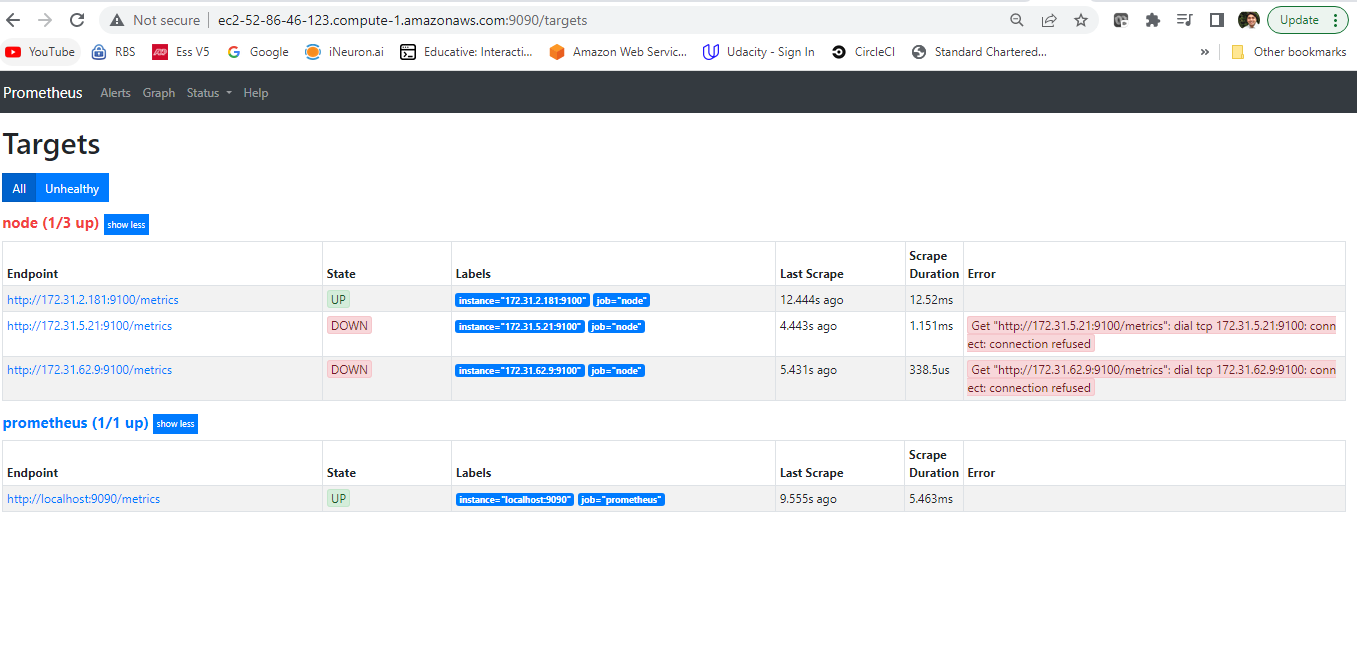 Not secure | ec2-52-86-46-123.compute-1.amazonaws.com:9090/targets Update
YouTube RBS Ess V5 Google iNeuron.ai Educative: Interacti... Amazon Web Servic... Udacity - Sign In CircleCI Standard Chartered... » Other bookmarks
Prometheus Alerts Graph Status Help
Targets
All Unhealthy
node (1/3 up) show less
Endpoint State Labels Last Scrape Scrape Duration Error
http://172.31.2.181:9100/metrics UP instance="172.31.2.181:9100" job="node" 12.444s ago 12.52ms
http://172.31.5.21:9100/metrics DOWN instance="172.31.5.21:9100" job="node" 4.443s ago 1.151ms Get "http://172.31.5.21:9100/metrics": dial tcp 172.31.5.21:9100: conn
ect: connection refused
http://172.31.62.9:9100/metrics DOWN instance="172.31.62.9:9100" job="node" 5.431s ago 338.5us Get "http://172.31.62.9:9100/metrics": dial tcp 172.31.62.9:9100: conn
ect: connection refused
prometheus (1/1 up) show less
Endpoint State Labels Last Scrape Scrape Duration Error
http://localhost:9090/metrics UP instance="localhost:9090" job="prometheus" 9.555s ago 5.463ms